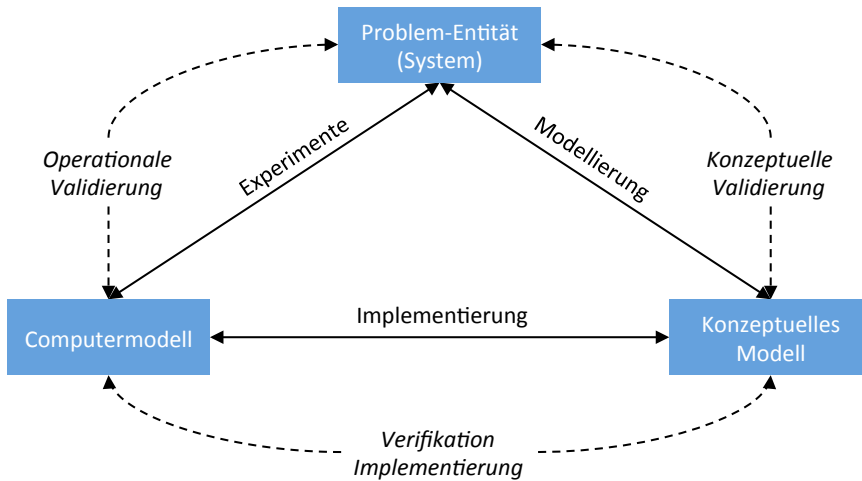 Problem-Entität
(System)
Experimente
Modellierung
Operationale
Validierung
Konzeptuelle
Validierung
Computermodell
Implementierung
Konzeptuelles
Modell
Verifikation
Implementierung